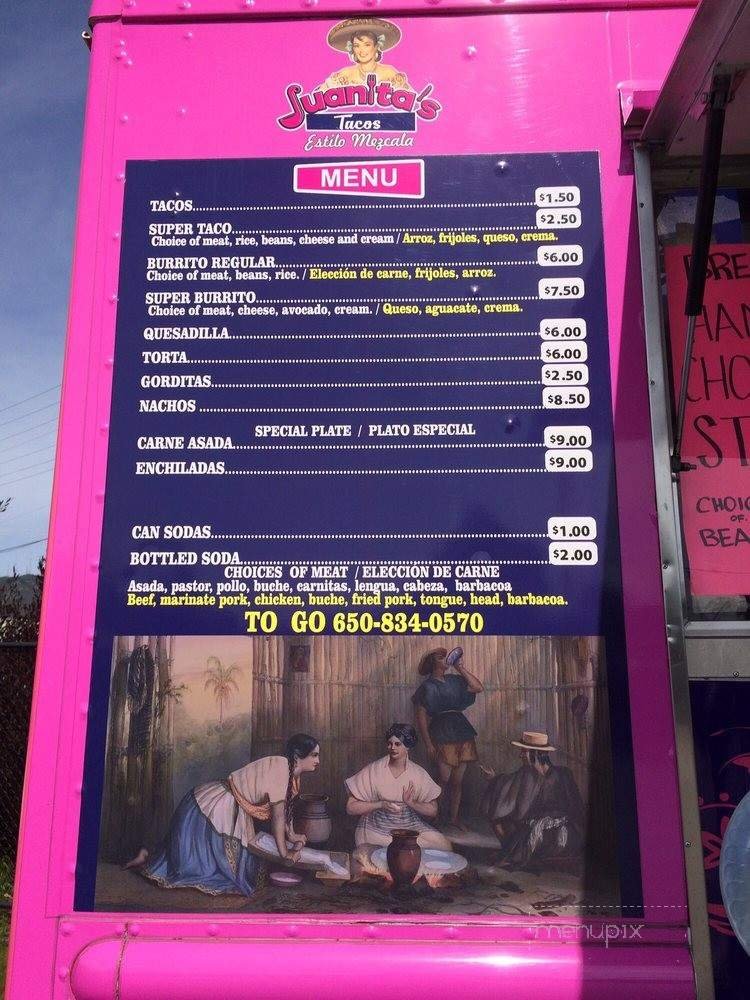 Juanita's
Tacos
Estilo Mezcala
MENU
TACOS.....$1.50
SUPER TACO.....$2.50
Choice of meat, rice, beans, cheese and cream / Arroz, frijoles, queso, crema.
BURRITO REGULAR.....$6.00
Choice of meat, beans, rice. / Elección de carne, frijoles, arroz.
SUPER BURRITO.....$7.50
Choice of meat, cheese, avocado, cream. / Queso, aguacate, crema.
QUESADILLA.....$6.00
TORTA.....$6.00
GORDITAS.....$2.50
NACHOS.....$8.50
SPECIAL PLATE / PLATO ESPECIAL
CARNE ASADA.....$9.00
ENCHILADAS.....$9.00
CAN SODAS.....$1.00
BOTTLED SODA.....$2.00
CHOICES OF MEAT / ELECCIÓN DE CARNE
Asada, pastor, pollo, buche, carnitas, lengua, cabeza, barbacoa
Beef, marinate pork, chicken, buche, fried pork, tongue, head, barbacoa.
TO GO 650-834-0570
BRE
HAN
CHO
ST
CHOIC
OF
BEA
menupix